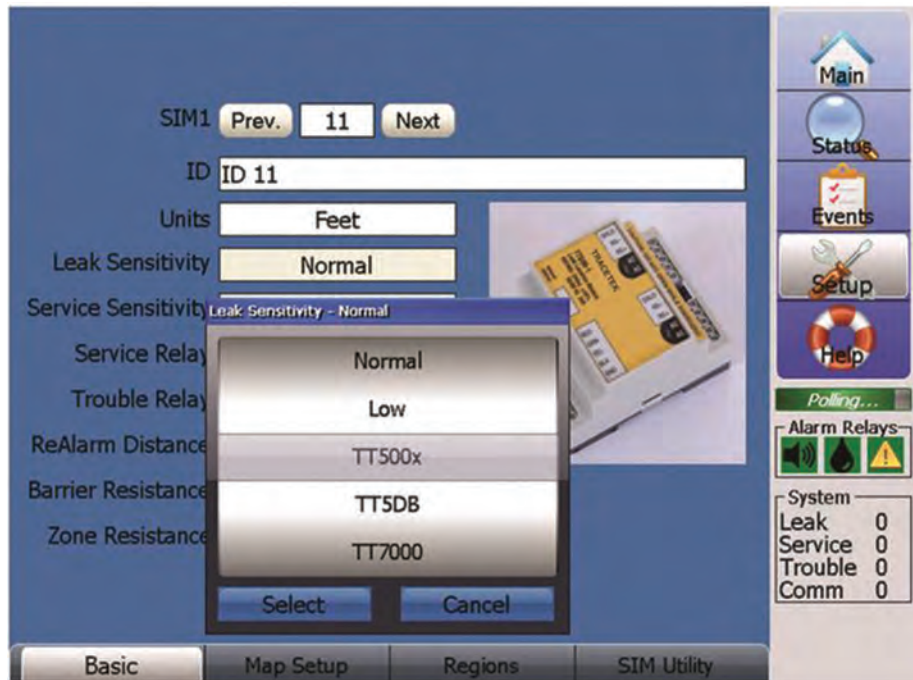 Main
SIM1 Prev. 11 Next
Status
ID ID 11
Events
Units Feet
Leak Sensitivity Normal
Setup
Service Sensitivity
Leak Sensitivity - Normal
Service Relay
Normal
Help
Trouble Relay
Low
Polling...
ReAlarm Distance
TT500x
Alarm Relays
TRACETEK
Barrier Resistance
TT5DB
System
Leak 0
Zone Resistance
TT7000
Service 0
Trouble 0
Comm 0
Select Cancel
Basic Map Setup Regions SIM Utility